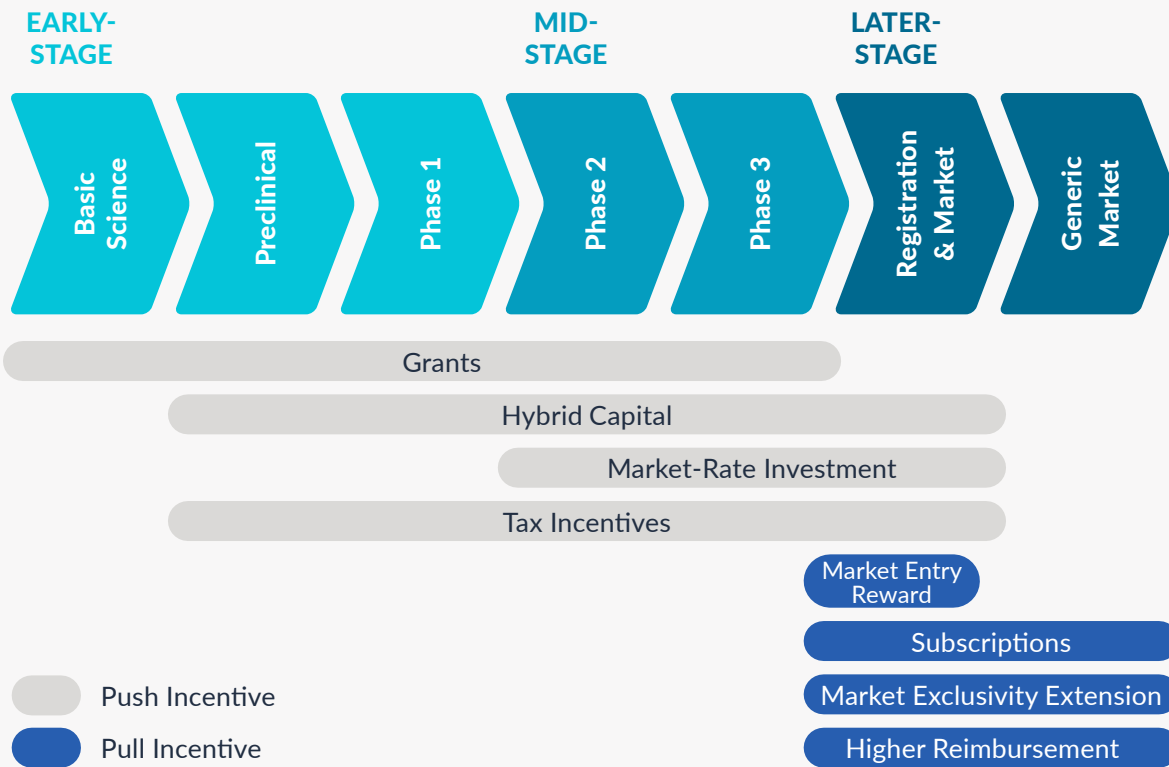 EARLY-
STAGE
MID-
STAGE
LATER-
STAGE
Basic
Science
Preclinical
Phase 1
Phase 2
Phase 3
Registration
& Market
Generic
Market
Grants
Hybrid Capital
Market-Rate Investment
Tax Incentives
Market Entry
Reward
Subscriptions
Market Exclusivity Extension
Higher Reimbursement
Push Incentive
Pull Incentive